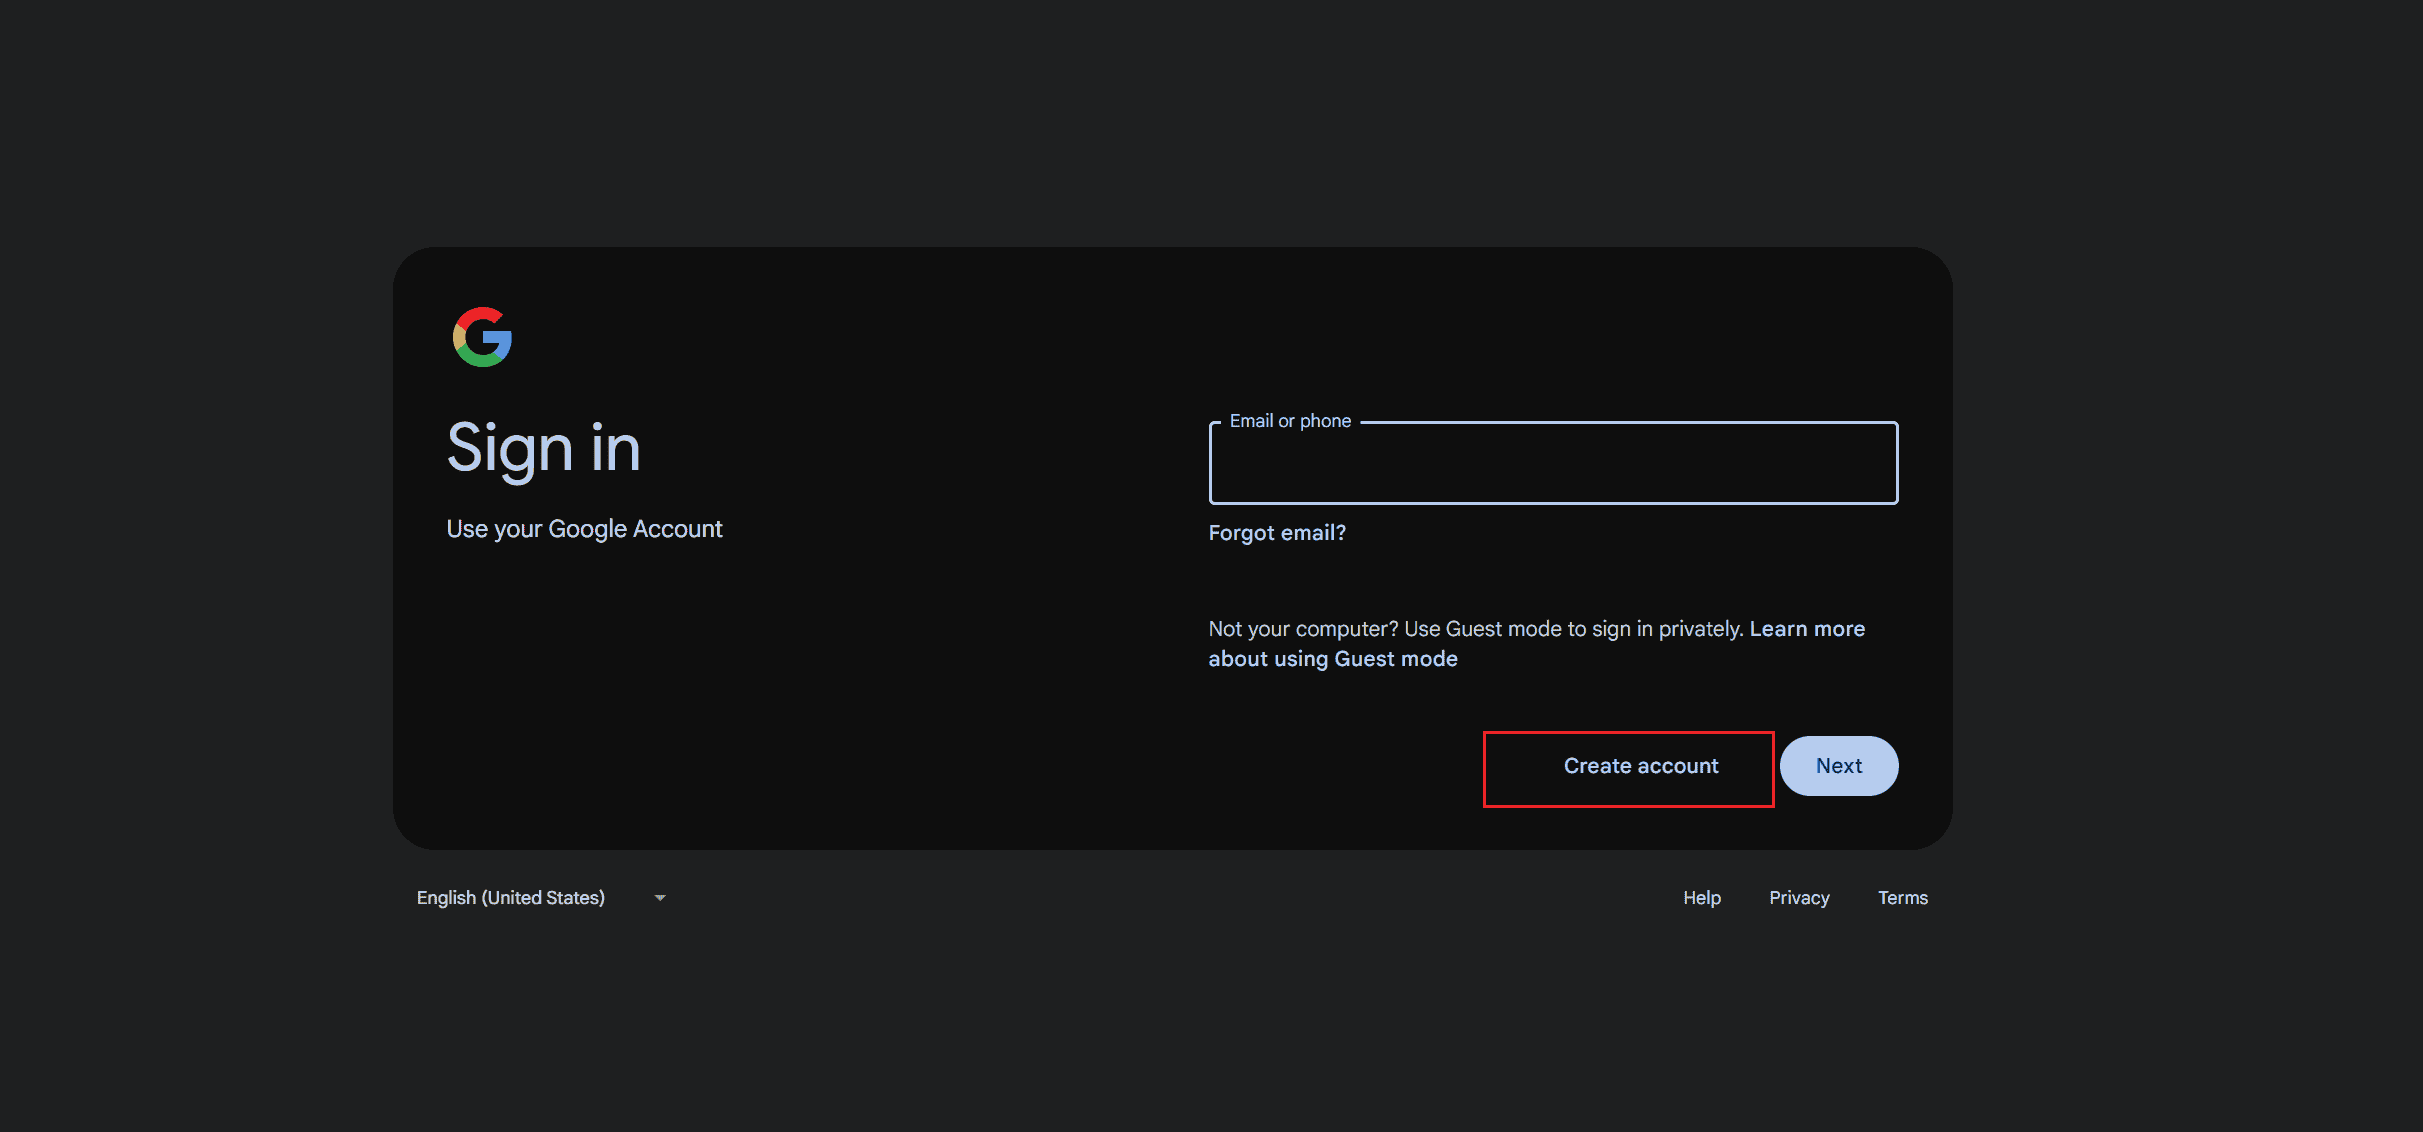 Sign in
Use your Google Account
Email or phone
Forgot email?
Not your computer? Use Guest mode to sign in privately. Learn more
about using Guest mode
Create account
Next
English (United States)
Help
Privacy
Terms